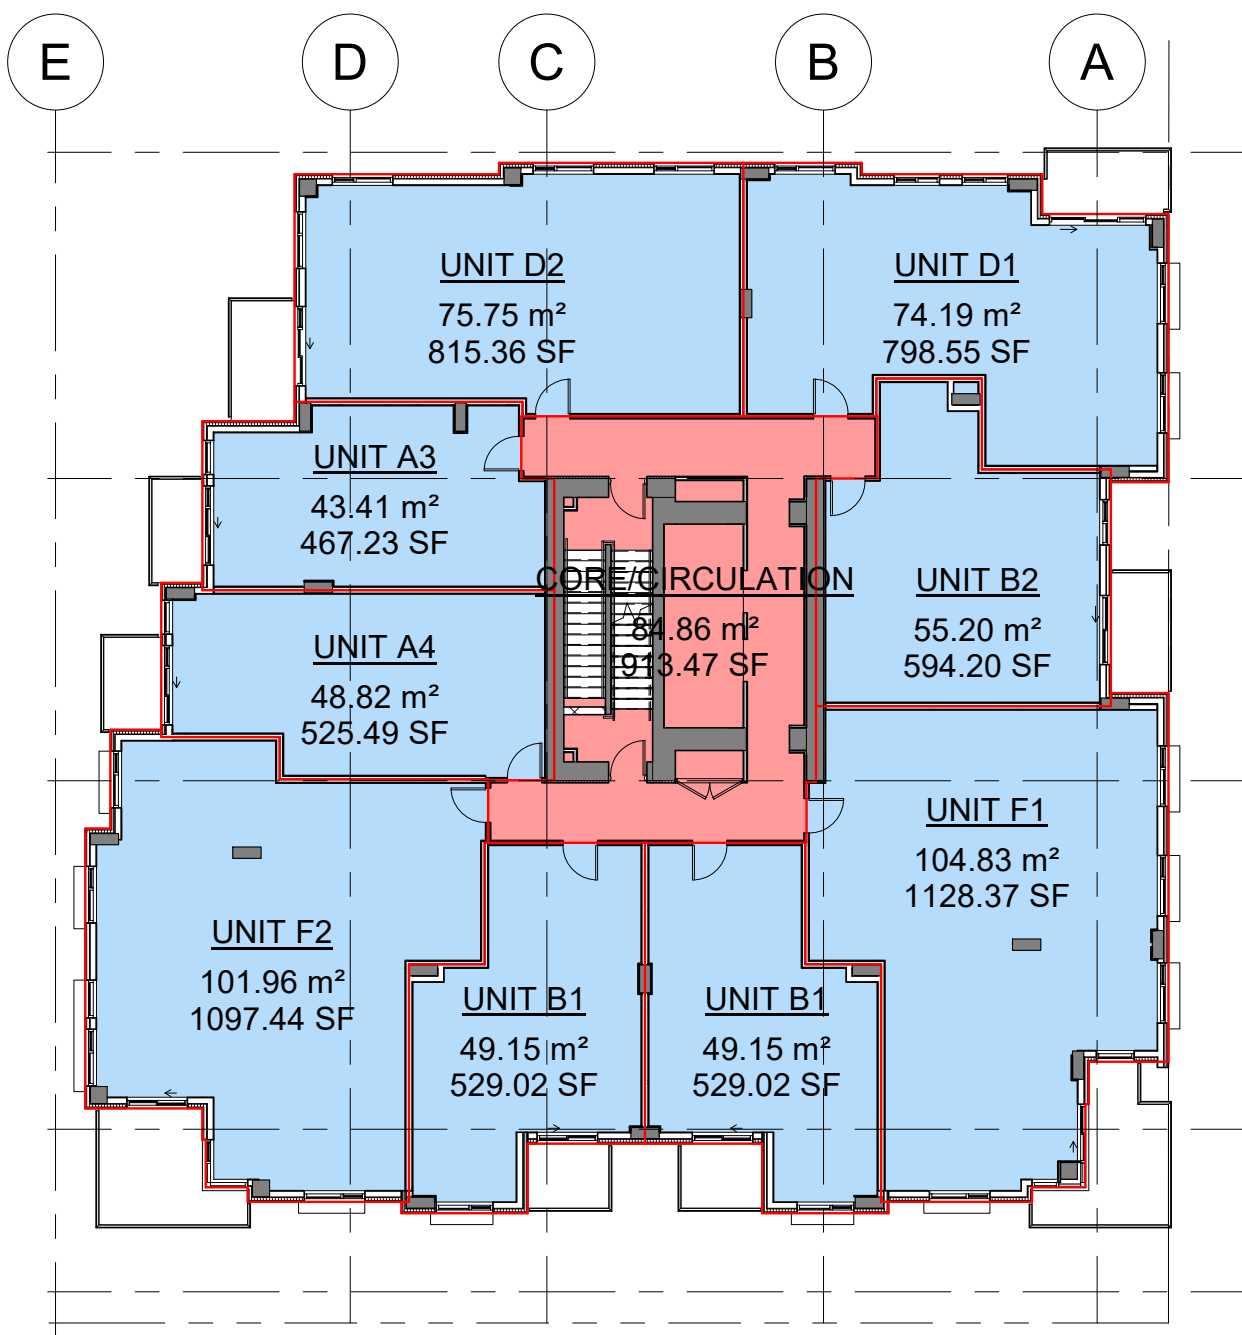 E D C B A
UNIT D2
75.75 m²
815.36 SF
UNIT D1
74.19 m²
798.55 SF
UNIT A3
43.41 m²
467.23 SF
CORE/CIRCULATION
84.86 m²
913.47 SF
UNIT B2
55.20 m²
594.20 SF
UNIT A4
48.82 m²
525.49 SF
UNIT F1
104.83 m²
1128.37 SF
UNIT F2
101.96 m²
1097.44 SF
UNIT B1
49.15 m²
529.02 SF
UNIT B1
49.15 m²
529.02 SF